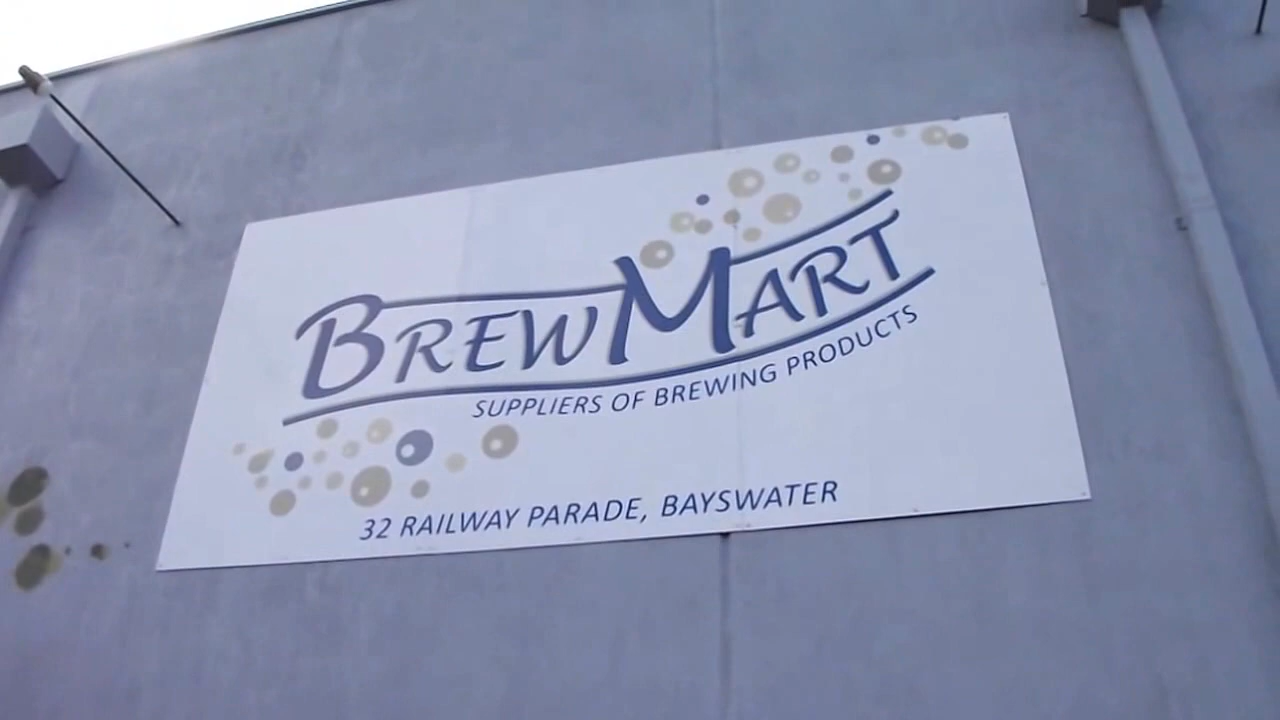 BREWMART
SUPPLIERS OF BREWING PRODUCTS
32 RAILWAY PARADE, BAYSWATER